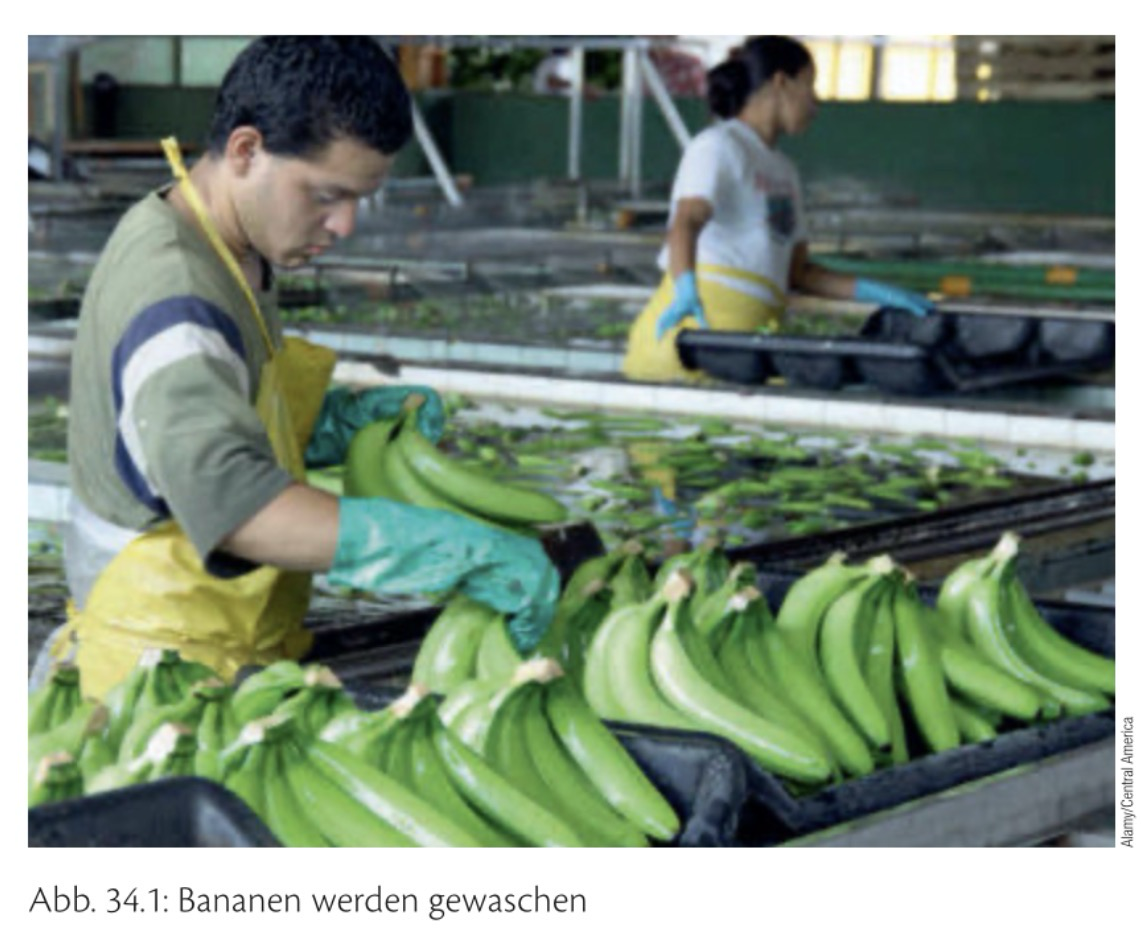 Alamy/Central America
Abb. 34.1: Bananen werden gewaschen